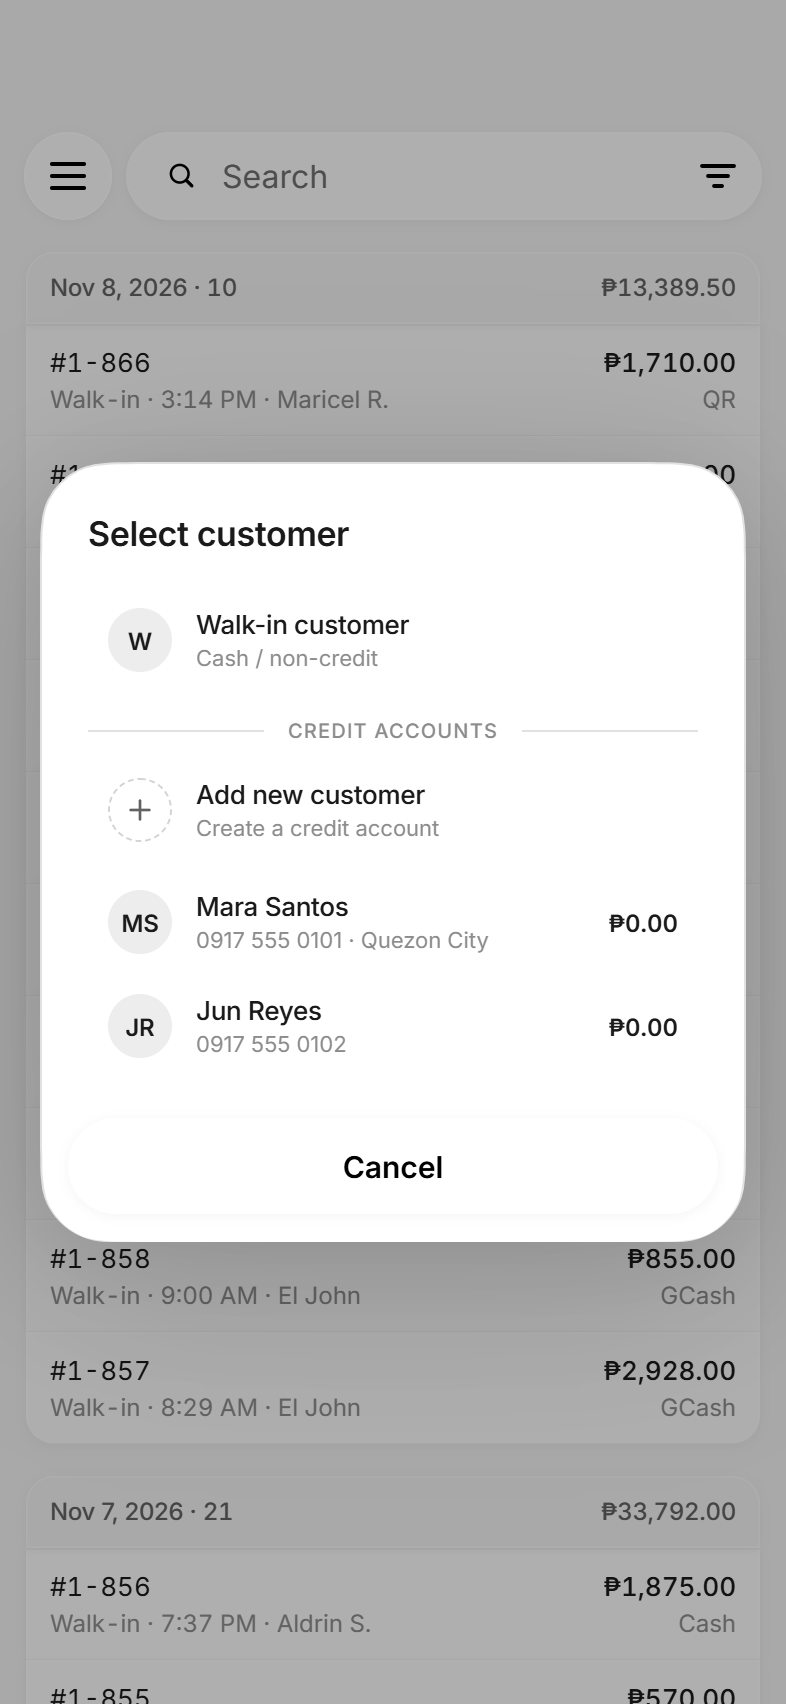 Search
Nov 8, 2026 · 10 ₱13,389.50
#1-866 ₱1,710.00
Walk-in · 3:14 PM · Maricel R. QR
Select customer
W
Walk-in customer
Cash / non-credit
CREDIT ACCOUNTS
Add new customer
Create a credit account
MS
Mara Santos
0917 555 0101 · Quezon City
₱0.00
JR
Jun Reyes
0917 555 0102
₱0.00
Cancel
#1-858 ₱855.00
Walk-in · 9:00 AM · El John GCash
#1-857 ₱2,928.00
Walk-in · 8:29 AM · El John GCash
Nov 7, 2026 · 21 ₱33,792.00
#1-856 ₱1,875.00
Walk-in · 7:37 PM · Aldrin S. Cash
#1-855 ₱570.00